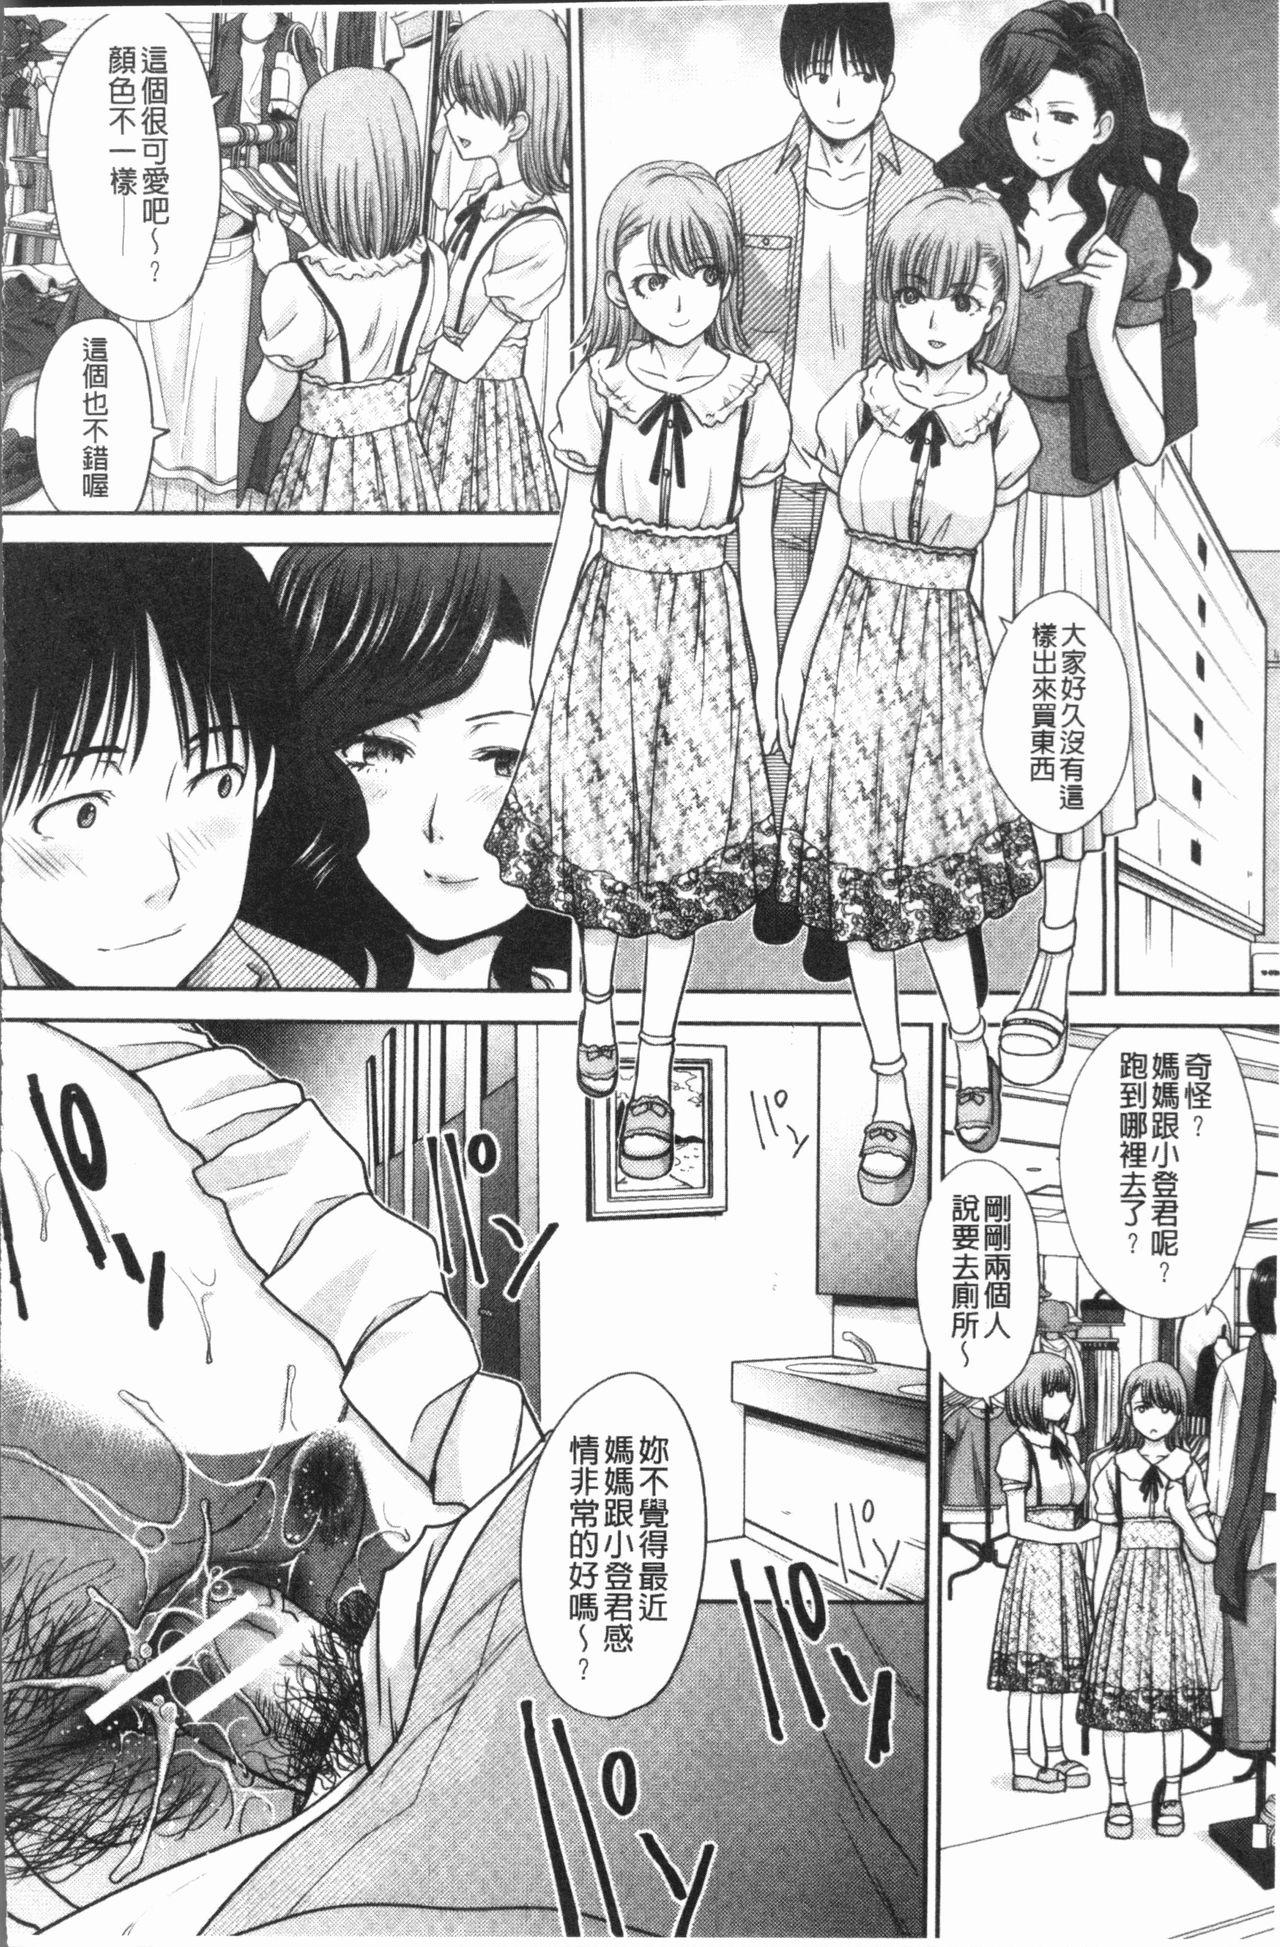 大家好久沒有這
樣出來買東西
這個很可愛吧～?
顏色不一樣——
這個也不錯喔
奇怪?
媽媽跟小登君呢?
跑到哪裡去了?
剛剛兩個人
說要去廁所～
妳不覺得最近
媽媽跟小登君感
情非常的好嗎～?
パン
パン
パン
パン
パン
パン
パン